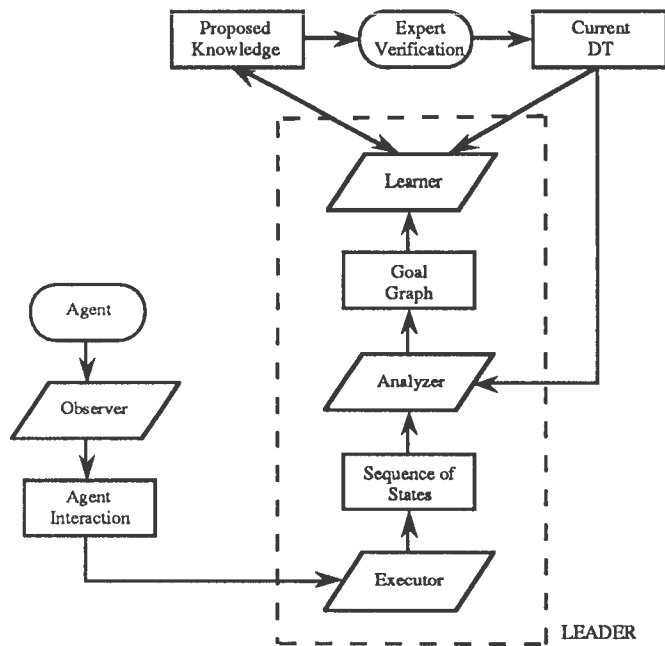 Proposed
Knowledge
Expert
Verification
Current
DT
Learner
Goal
Graph
Agent
Analyzer
Observer
Sequence of
States
Agent
Interaction
Executor
LEADER